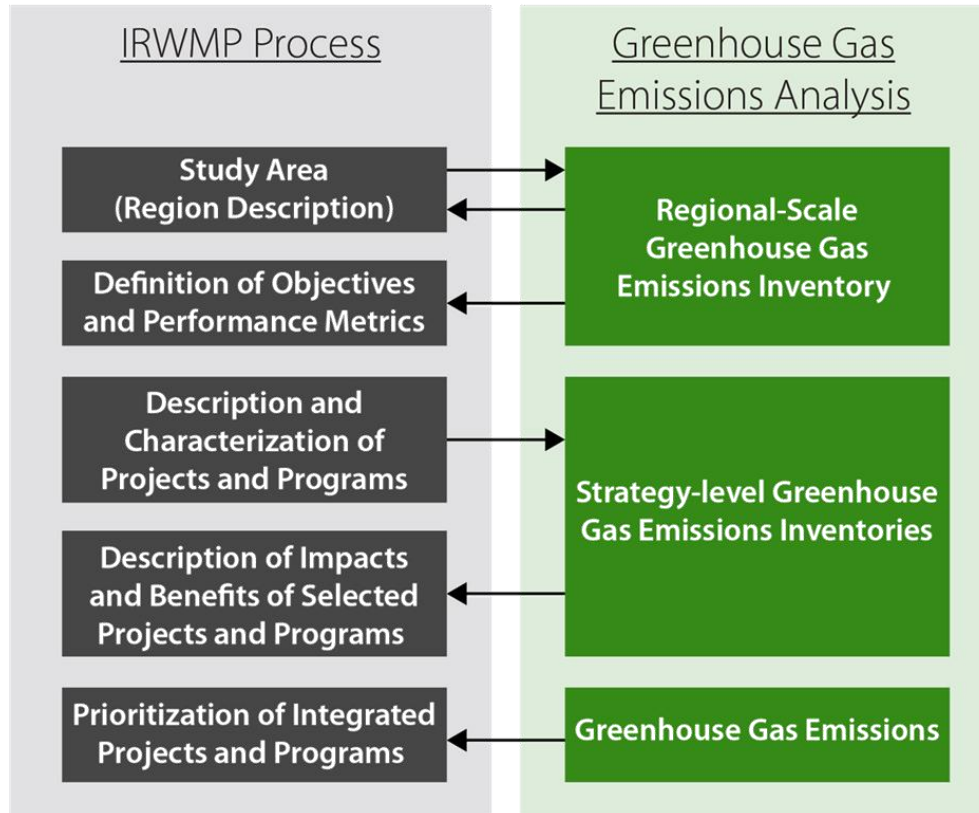 IRWMP Process
Study Area
(Region Description)
Definition of Objectives
and Performance Metrics
Description and
Characterization of
Projects and Programs
Description of Impacts
and Benefits of Selected
Projects and Programs
Prioritization of Integrated
Projects and Programs
Greenhouse Gas
Emissions Analysis
Regional-Scale
Greenhouse Gas
Emissions Inventory
Strategy-level Greenhouse
Gas Emissions Inventories
Greenhouse Gas Emissions